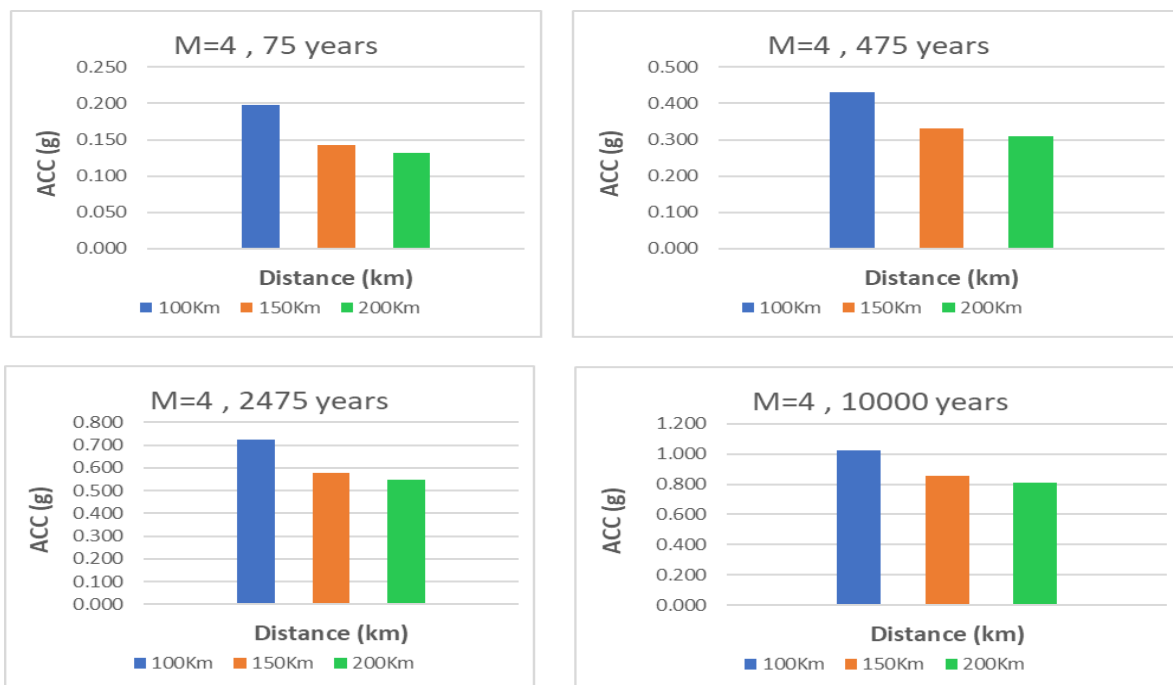 M=4 , 75 years
0.250
0.200
0.150
0.100
0.050
0.000
ACC (g)
Distance (km)
100Km 150Km 200Km
M=4 , 475 years
0.500
0.400
0.300
0.200
0.100
0.000
ACC (g)
Distance (km)
100Km 150Km 200Km
M=4 , 2475 years
0.800
0.700
0.600
0.500
0.400
0.300
0.200
0.100
0.000
ACC (g)
Distance (km)
100Km 150Km 200Km
M=4 , 10000 years
1.200
1.000
0.800
0.600
0.400
0.200
0.000
ACC (g)
Distance (km)
100Km 150Km 200Km